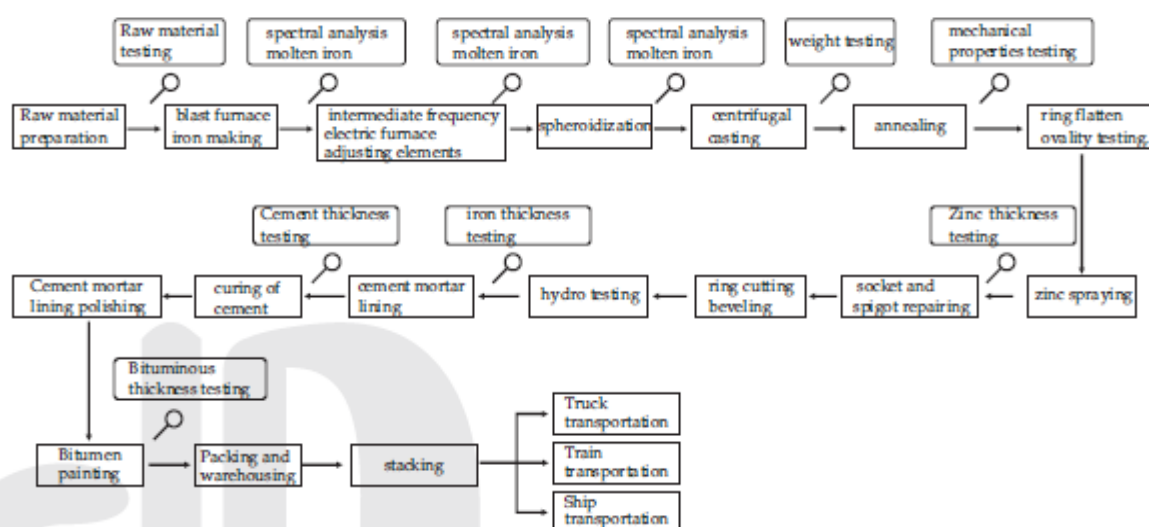 Raw material
testing
spectral analysis
molten iron
spectral analysis
molten iron
spectral analysis
molten iron
weight testing
mechanical
properties testing
Raw material
preparation
blast furnace
iron making
intermediate frequency
electric furnace
adjusting elements
spheroidization
centrifugal
casting
annealing
ring flatten
ovality testing
Cement thickness
testing
iron thickness
testing
Zinc thickness
testing
Cement mortar
lining polishing
curing of
cement
cement mortar
lining
hydro testing
ring cutting
beveling
socket and
spigot repairing
zinc spraying
Bituminous
thickness testing
Bitumen
painting
Packing and
warehousing
stacking
Truck
transportation
Train
transportation
Ship
transportation